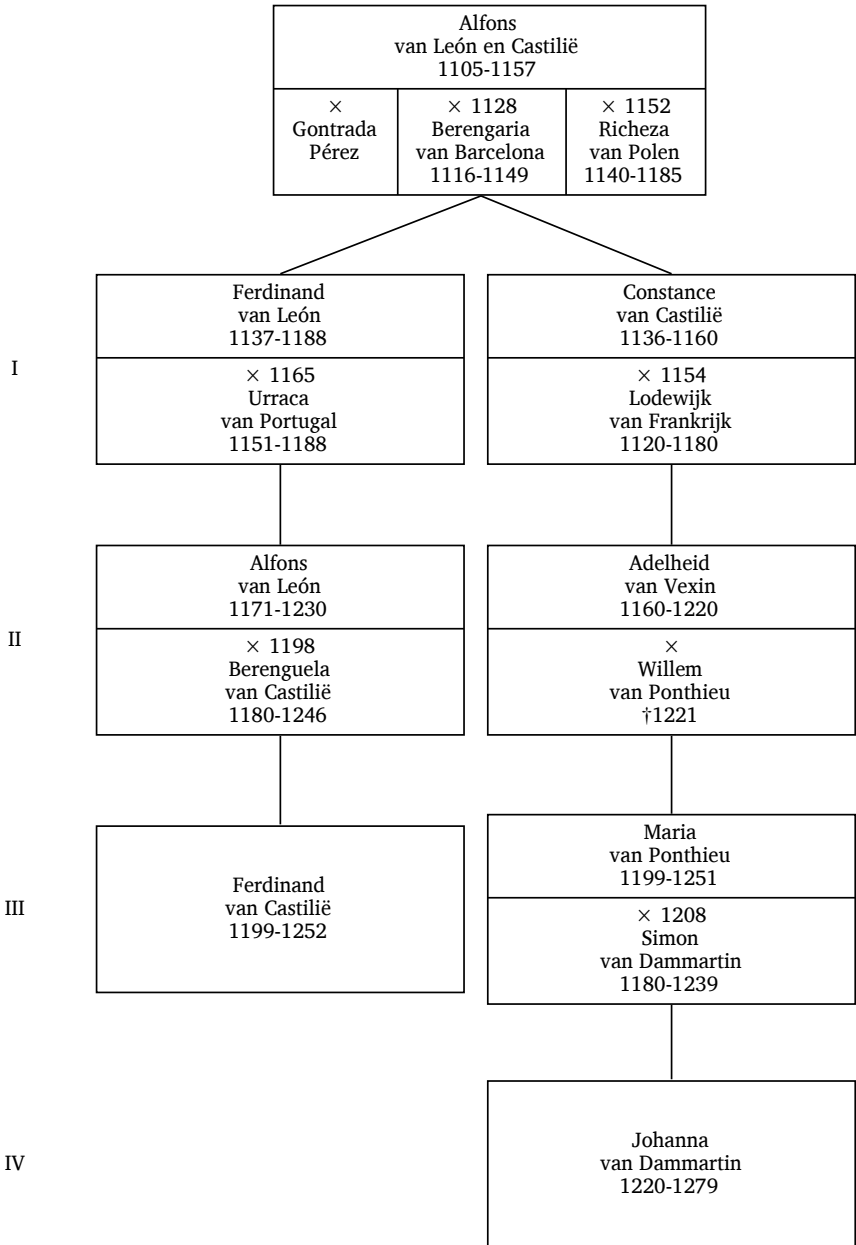 Alfons
van León en Castilië
1105-1157
×
Gontrada
Pérez
× 1128
Berengaria
van Barcelona
1116-1149
× 1152
Richeza
van Polen
1140-1185
I
Ferdinand
van León
1137-1188
× 1165
Urraca
van Portugal
1151-1188
Constance
van Castilië
1136-1160
× 1154
Lodewijk
van Frankrijk
1120-1180
II
Alfons
van León
1171-1230
× 1198
Berenguela
van Castilië
1180-1246
Adelheid
van Vexin
1160-1220
×
Willem
van Ponthieu
†1221
III
Ferdinand
van Castilië
1199-1252
Maria
van Ponthieu
1199-1251
× 1208
Simon
van Dammartin
1180-1239
IV
Johanna
van Dammartin
1220-1279